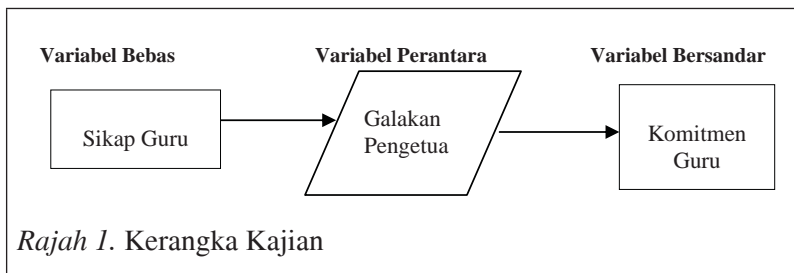 Variabel Bebas
Variabel Perantara
Variabel Bersandar
Sikap Guru
Galakan
Pengetua
Komitmen
Guru
Rajah 1. Kerangka Kajian